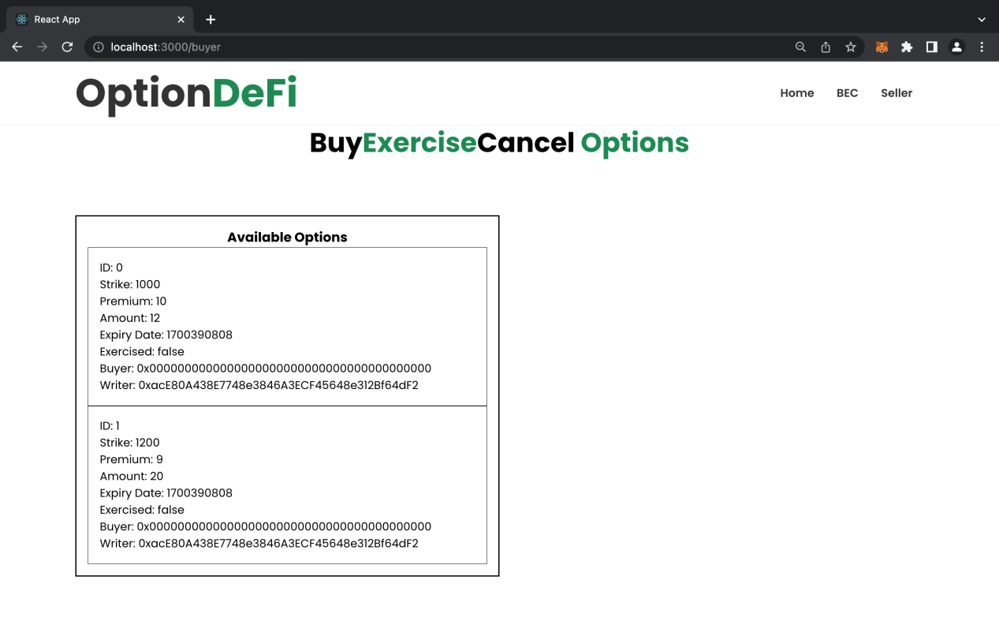 React App
localhost:3000/buyer
OptionDeFi
Home BEC Seller
BuyExerciseCancel Options
Available Options
ID: 0
Strike: 1000
Premium: 10
Amount: 12
Expiry Date: 1700390808
Exercised: false
Buyer: 0x0000000000000000000000000000000000000000
Writer: 0xacE80A438E7748e3846A3ECF45648e312Bf64dF2
ID: 1
Strike: 1200
Premium: 9
Amount: 20
Expiry Date: 1700390808
Exercised: false
Buyer: 0x0000000000000000000000000000000000000000
Writer: 0xacE80A438E7748e3846A3ECF45648e312Bf64dF2